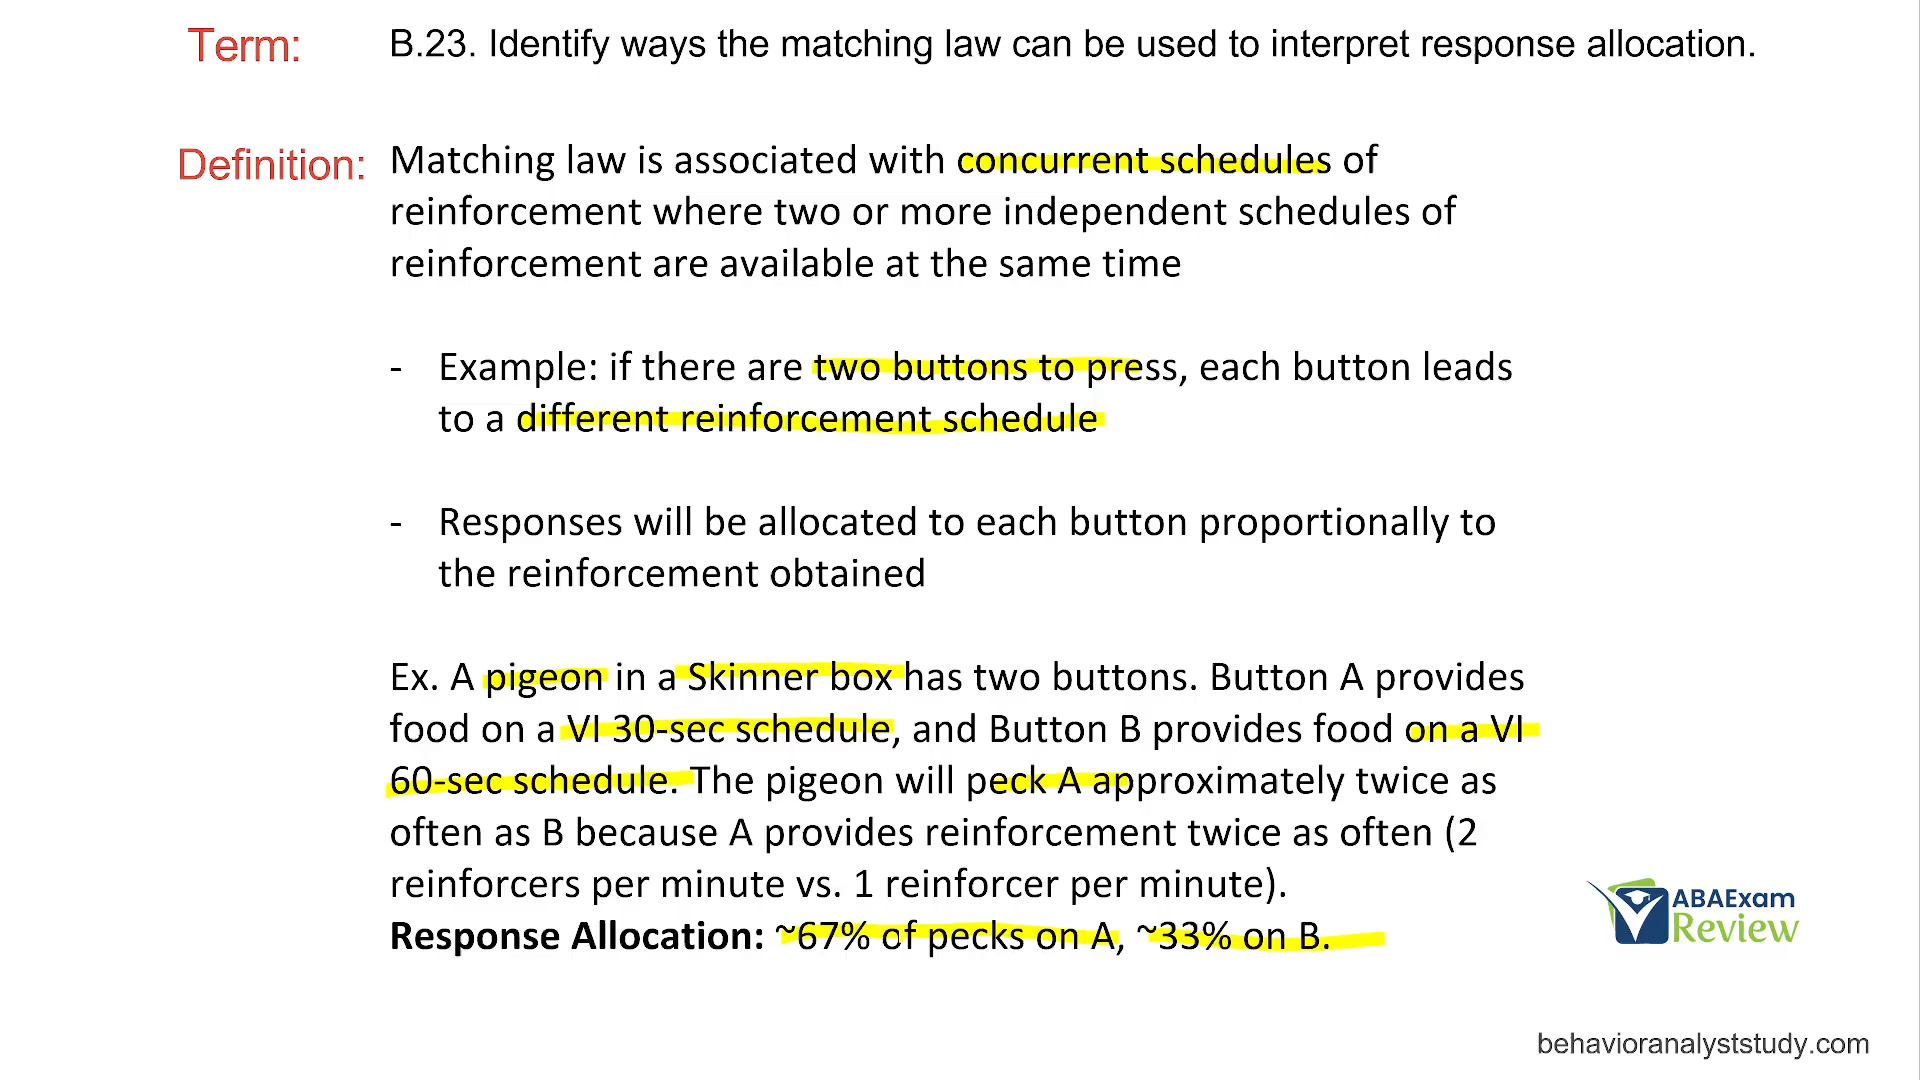 Term: B.23. Identify ways the matching law can be used to interpret response allocation.
Definition: Matching law is associated with concurrent schedules of
reinforcement where two or more independent schedules of
reinforcement are available at the same time
- Example: if there are two buttons to press, each button leads
to a different reinforcement schedule
- Responses will be allocated to each button proportionally to
the reinforcement obtained
Ex. A pigeon in a Skinner box has two buttons. Button A provides
food on a VI 30-sec schedule, and Button B provides food on a VI
60-sec schedule. The pigeon will peck A approximately twice as
often as B because A provides reinforcement twice as often (2
reinforcers per minute vs. 1 reinforcer per minute).
Response Allocation: ~67% of pecks on A, ~33% on B.
ABAExam
Review
behavioranalyststudy.com